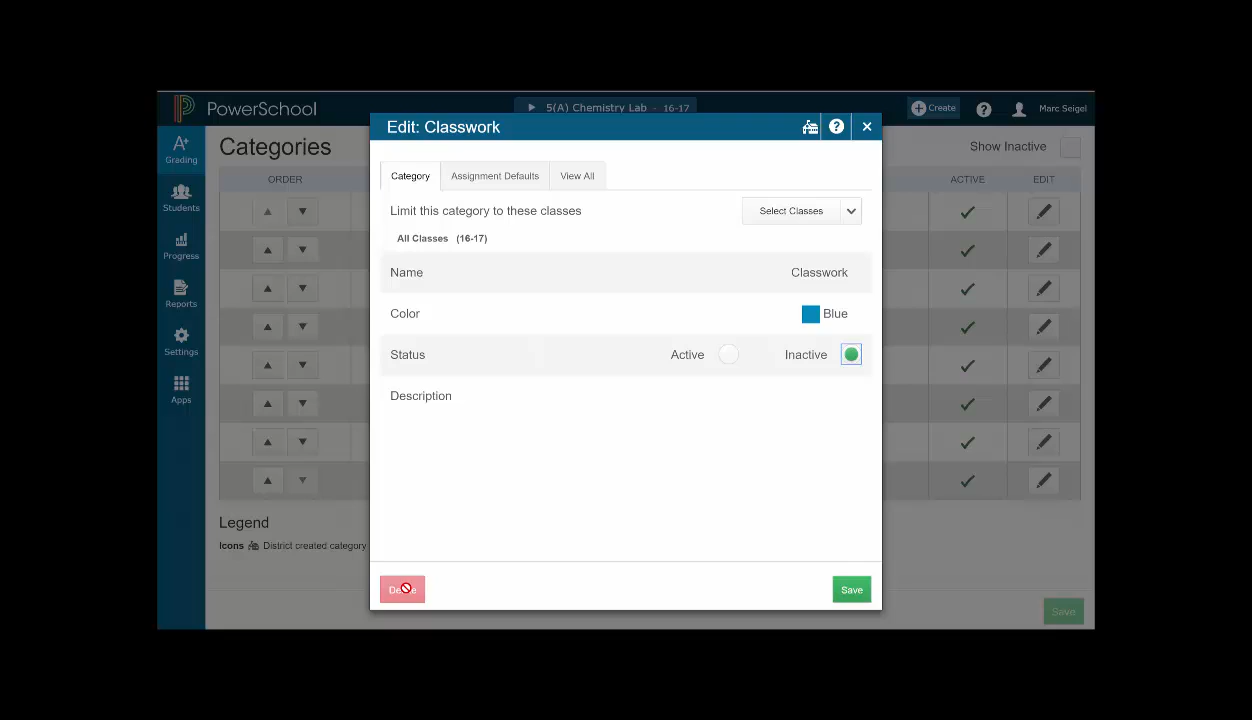 PowerSchool
5(A) Chemistry Lab - 16-17
Create
?
Marc Seigel
A+
Grading
Students
Progress
Reports
Settings
Apps
Categories
Show Inactive
ORDER
ACTIVE
EDIT
Legend
Icons District created category
Save
Edit: Classwork
?
Category
Assignment Defaults
View All
Limit this category to these classes
Select Classes
All Classes (16-17)
Name
Classwork
Color
Blue
Status
Active
Inactive
Description
Save